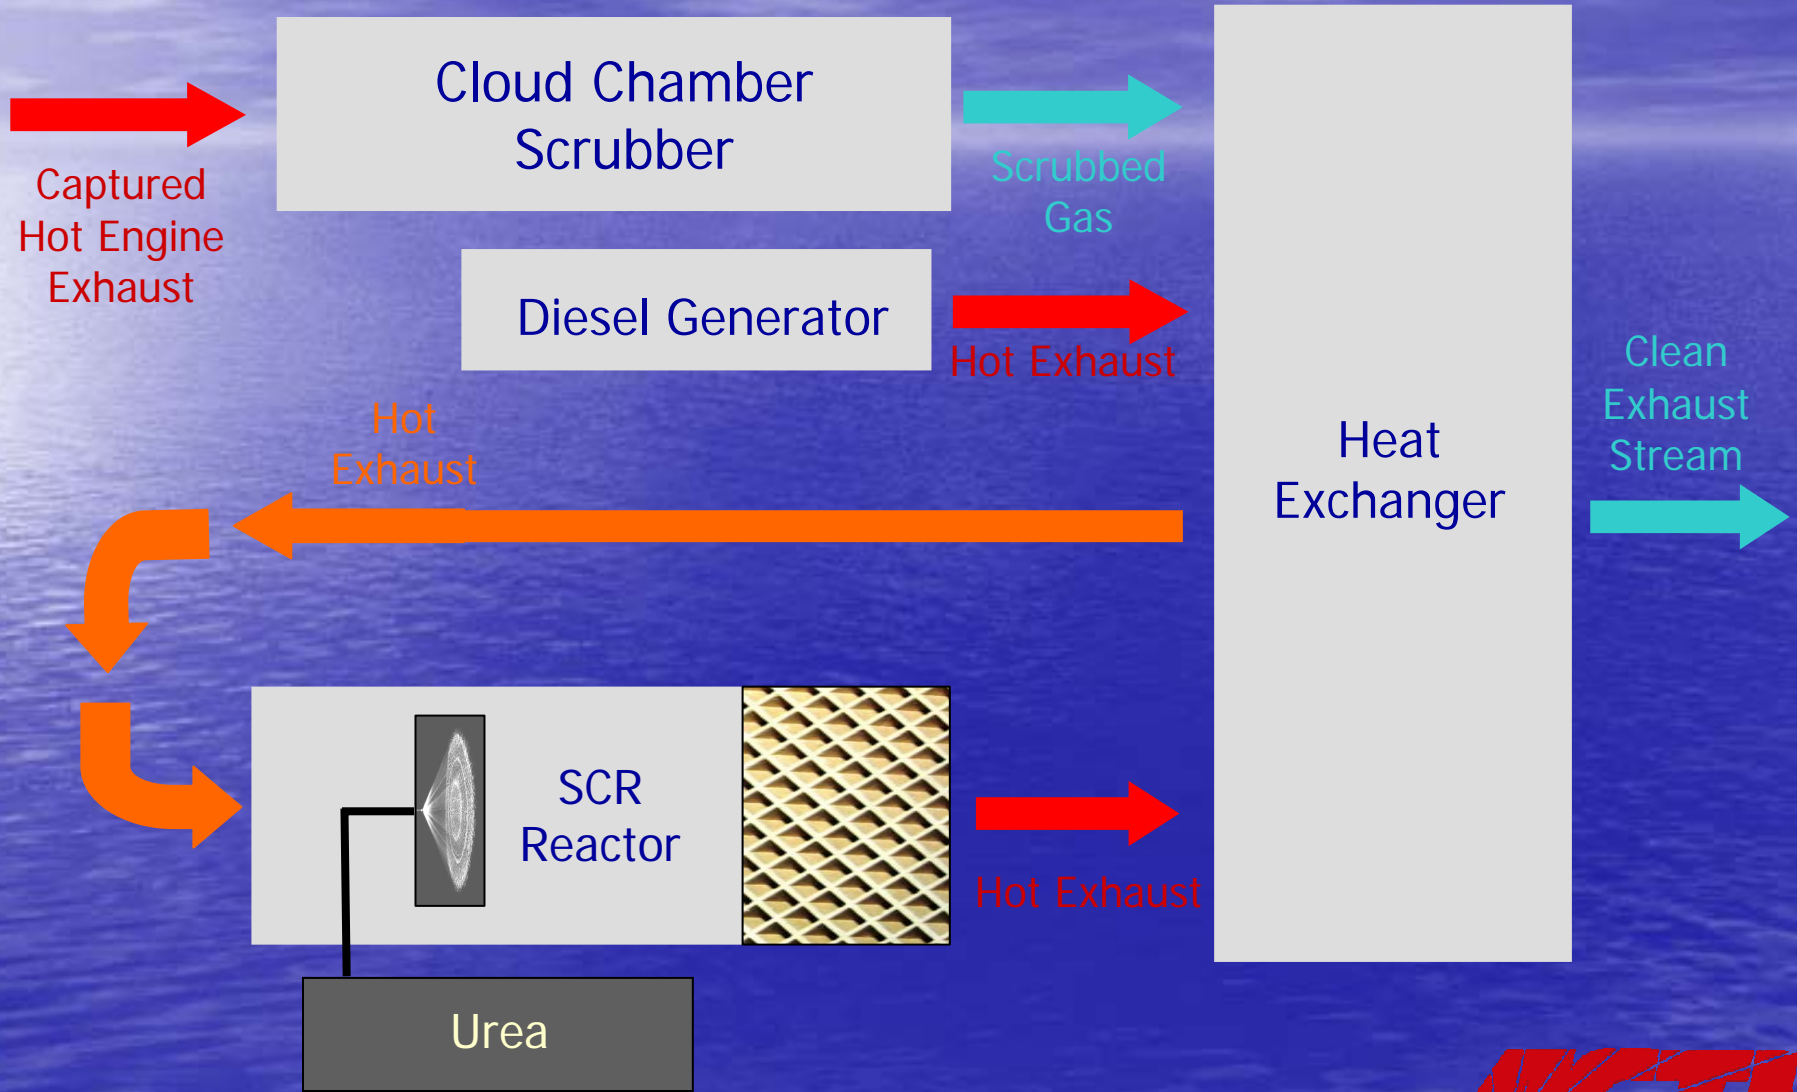 Cloud Chamber
Scrubber
Captured
Hot Engine
Exhaust
Scrubbed
Gas
Diesel Generator
Hot Exhaust
Hot
Exhaust
Heat
Exchanger
Clean
Exhaust
Stream
SCR
Reactor
Hot Exhaust
Urea